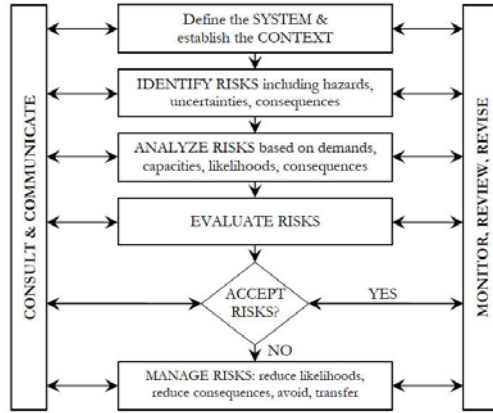 Define the SYSTEM &
establish the CONTEXT
IDENTIFY RISKS including hazards,
uncertainties, consequences
ANALYZE RISKS based on demands,
capacities, likelihoods, consequences
EVALUATE RISKS
ACCEPT
RISKS?
YES
NO
MANAGE RISKS: reduce likelihoods,
reduce consequences, avoid, transfer
CONSULT & COMMUNICATE
MONITOR, REVIEW, REVISE